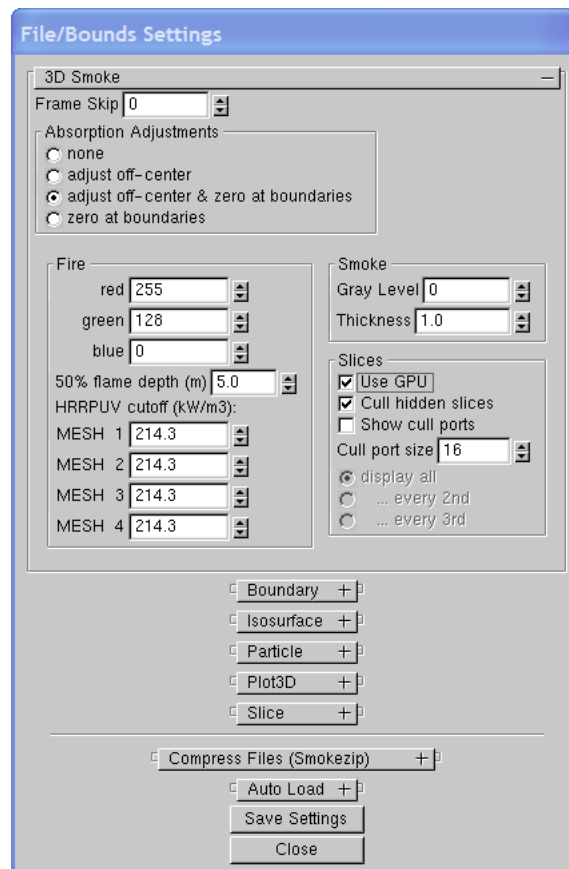 File/Bounds Settings
3D Smoke
Frame Skip 0
Absorption Adjustments
none
adjust off-center
adjust off-center & zero at boundaries
zero at boundaries
Fire
red 255
green 128
blue 0
50% flame depth (m) 5.0
HRRPUV cutoff (kW/m3):
MESH 1 214.3
MESH 2 214.3
MESH 3 214.3
MESH 4 214.3
Smoke
Gray Level 0
Thickness 1.0
Slices
Use GPU
Cull hidden slices
Show cull ports
Cull port size 16
display all
... every 2nd
... every 3rd
Boundary +
Isosurface +
Particle +
Plot3D +
Slice +
Compress Files (Smokezip) +
Auto Load +
Save Settings
Close